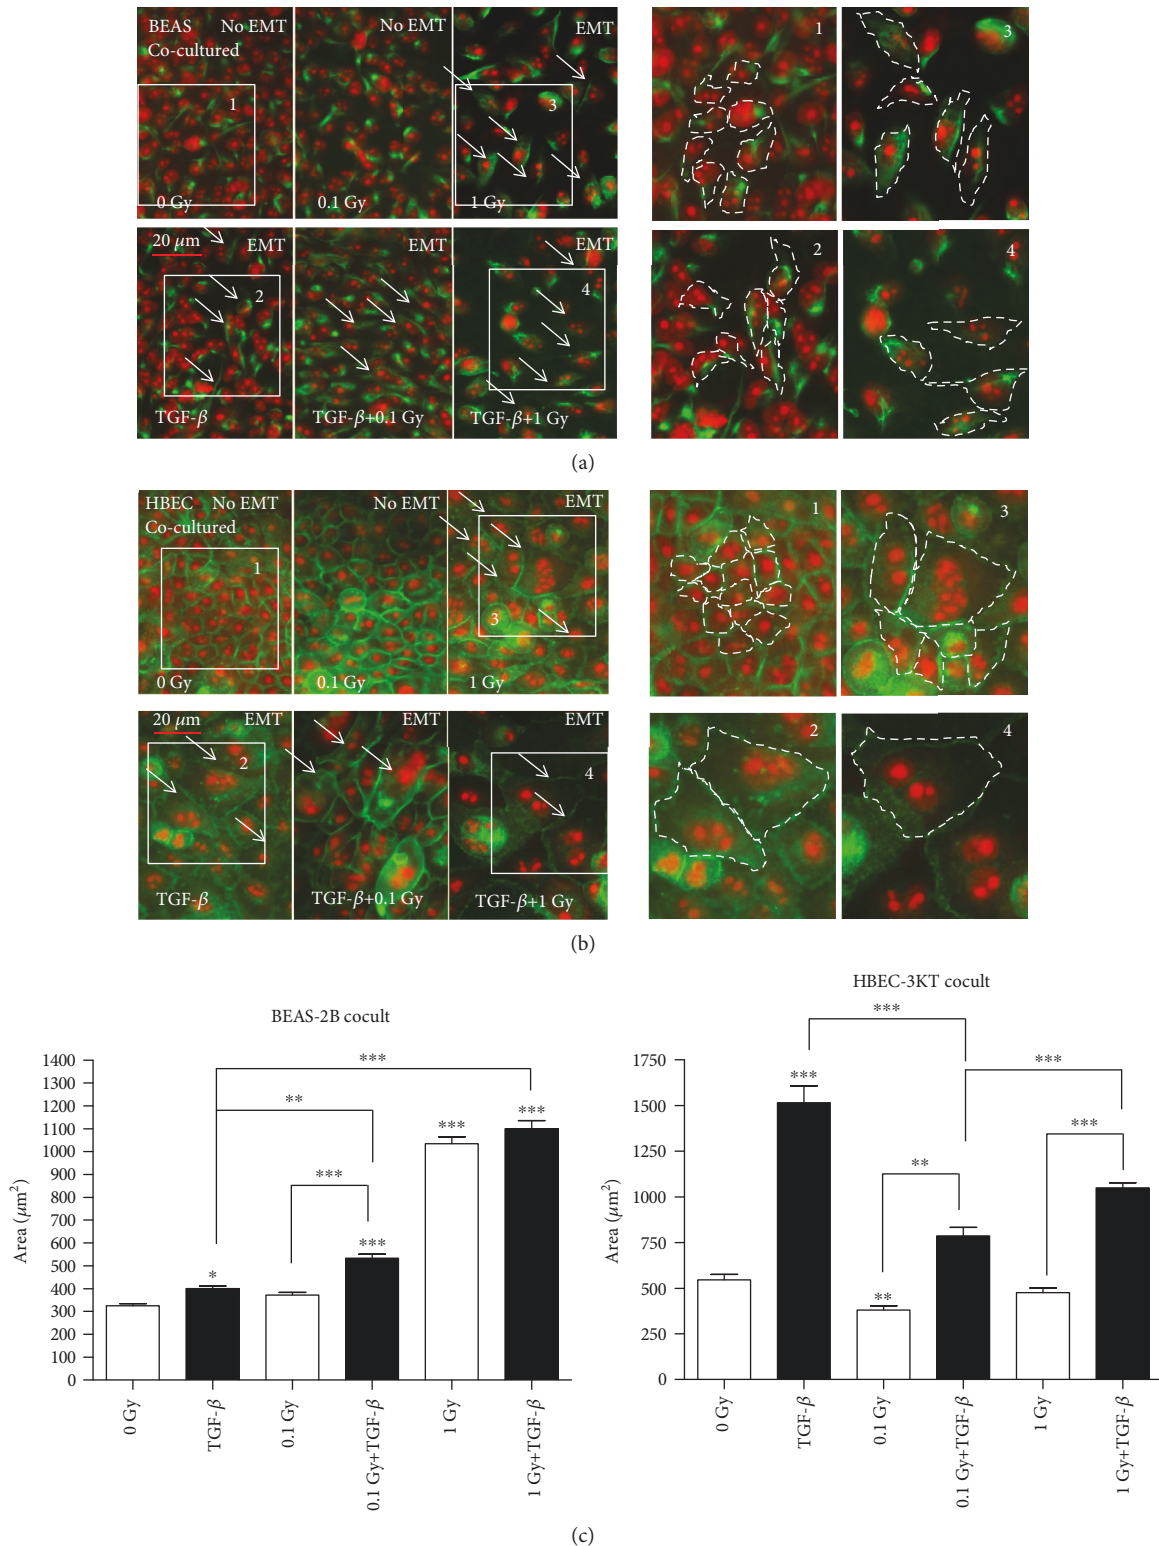 BEAS No EMT
Co-cultured
1
0 Gy
No EMT
0.1 Gy
EMT
3
1 Gy
1
3
20 μm EMT
2
TGF-β
EMT
TGF-β+0.1 Gy
EMT
4
TGF-β+1 Gy
2
4
(a)
HBEC No EMT
Co-cultured
1
0 Gy
No EMT
0.1 Gy
EMT
3
1 Gy
1
3
20 μm EMT
2
TGF-β
EMT
TGF-β+0.1 Gy
EMT
4
TGF-β+1 Gy
2
4
(b)
BEAS-2B cocult
Area (μm²)
1400
1300
1200
1100
1000
900
800
700
600
500
400
300
200
100
0
*
***
**
***
***
***
***
0 Gy
TGF-β
0.1 Gy
0.1 Gy+TGF-β
1 Gy
1 Gy+TGF-β
HBEC-3KT cocult
Area (μm²)
1750
1500
1250
1000
750
500
250
0
***
***
**
**
***
***
0 Gy
TGF-β
0.1 Gy
0.1 Gy+TGF-β
1 Gy
1 Gy+TGF-β
(c)